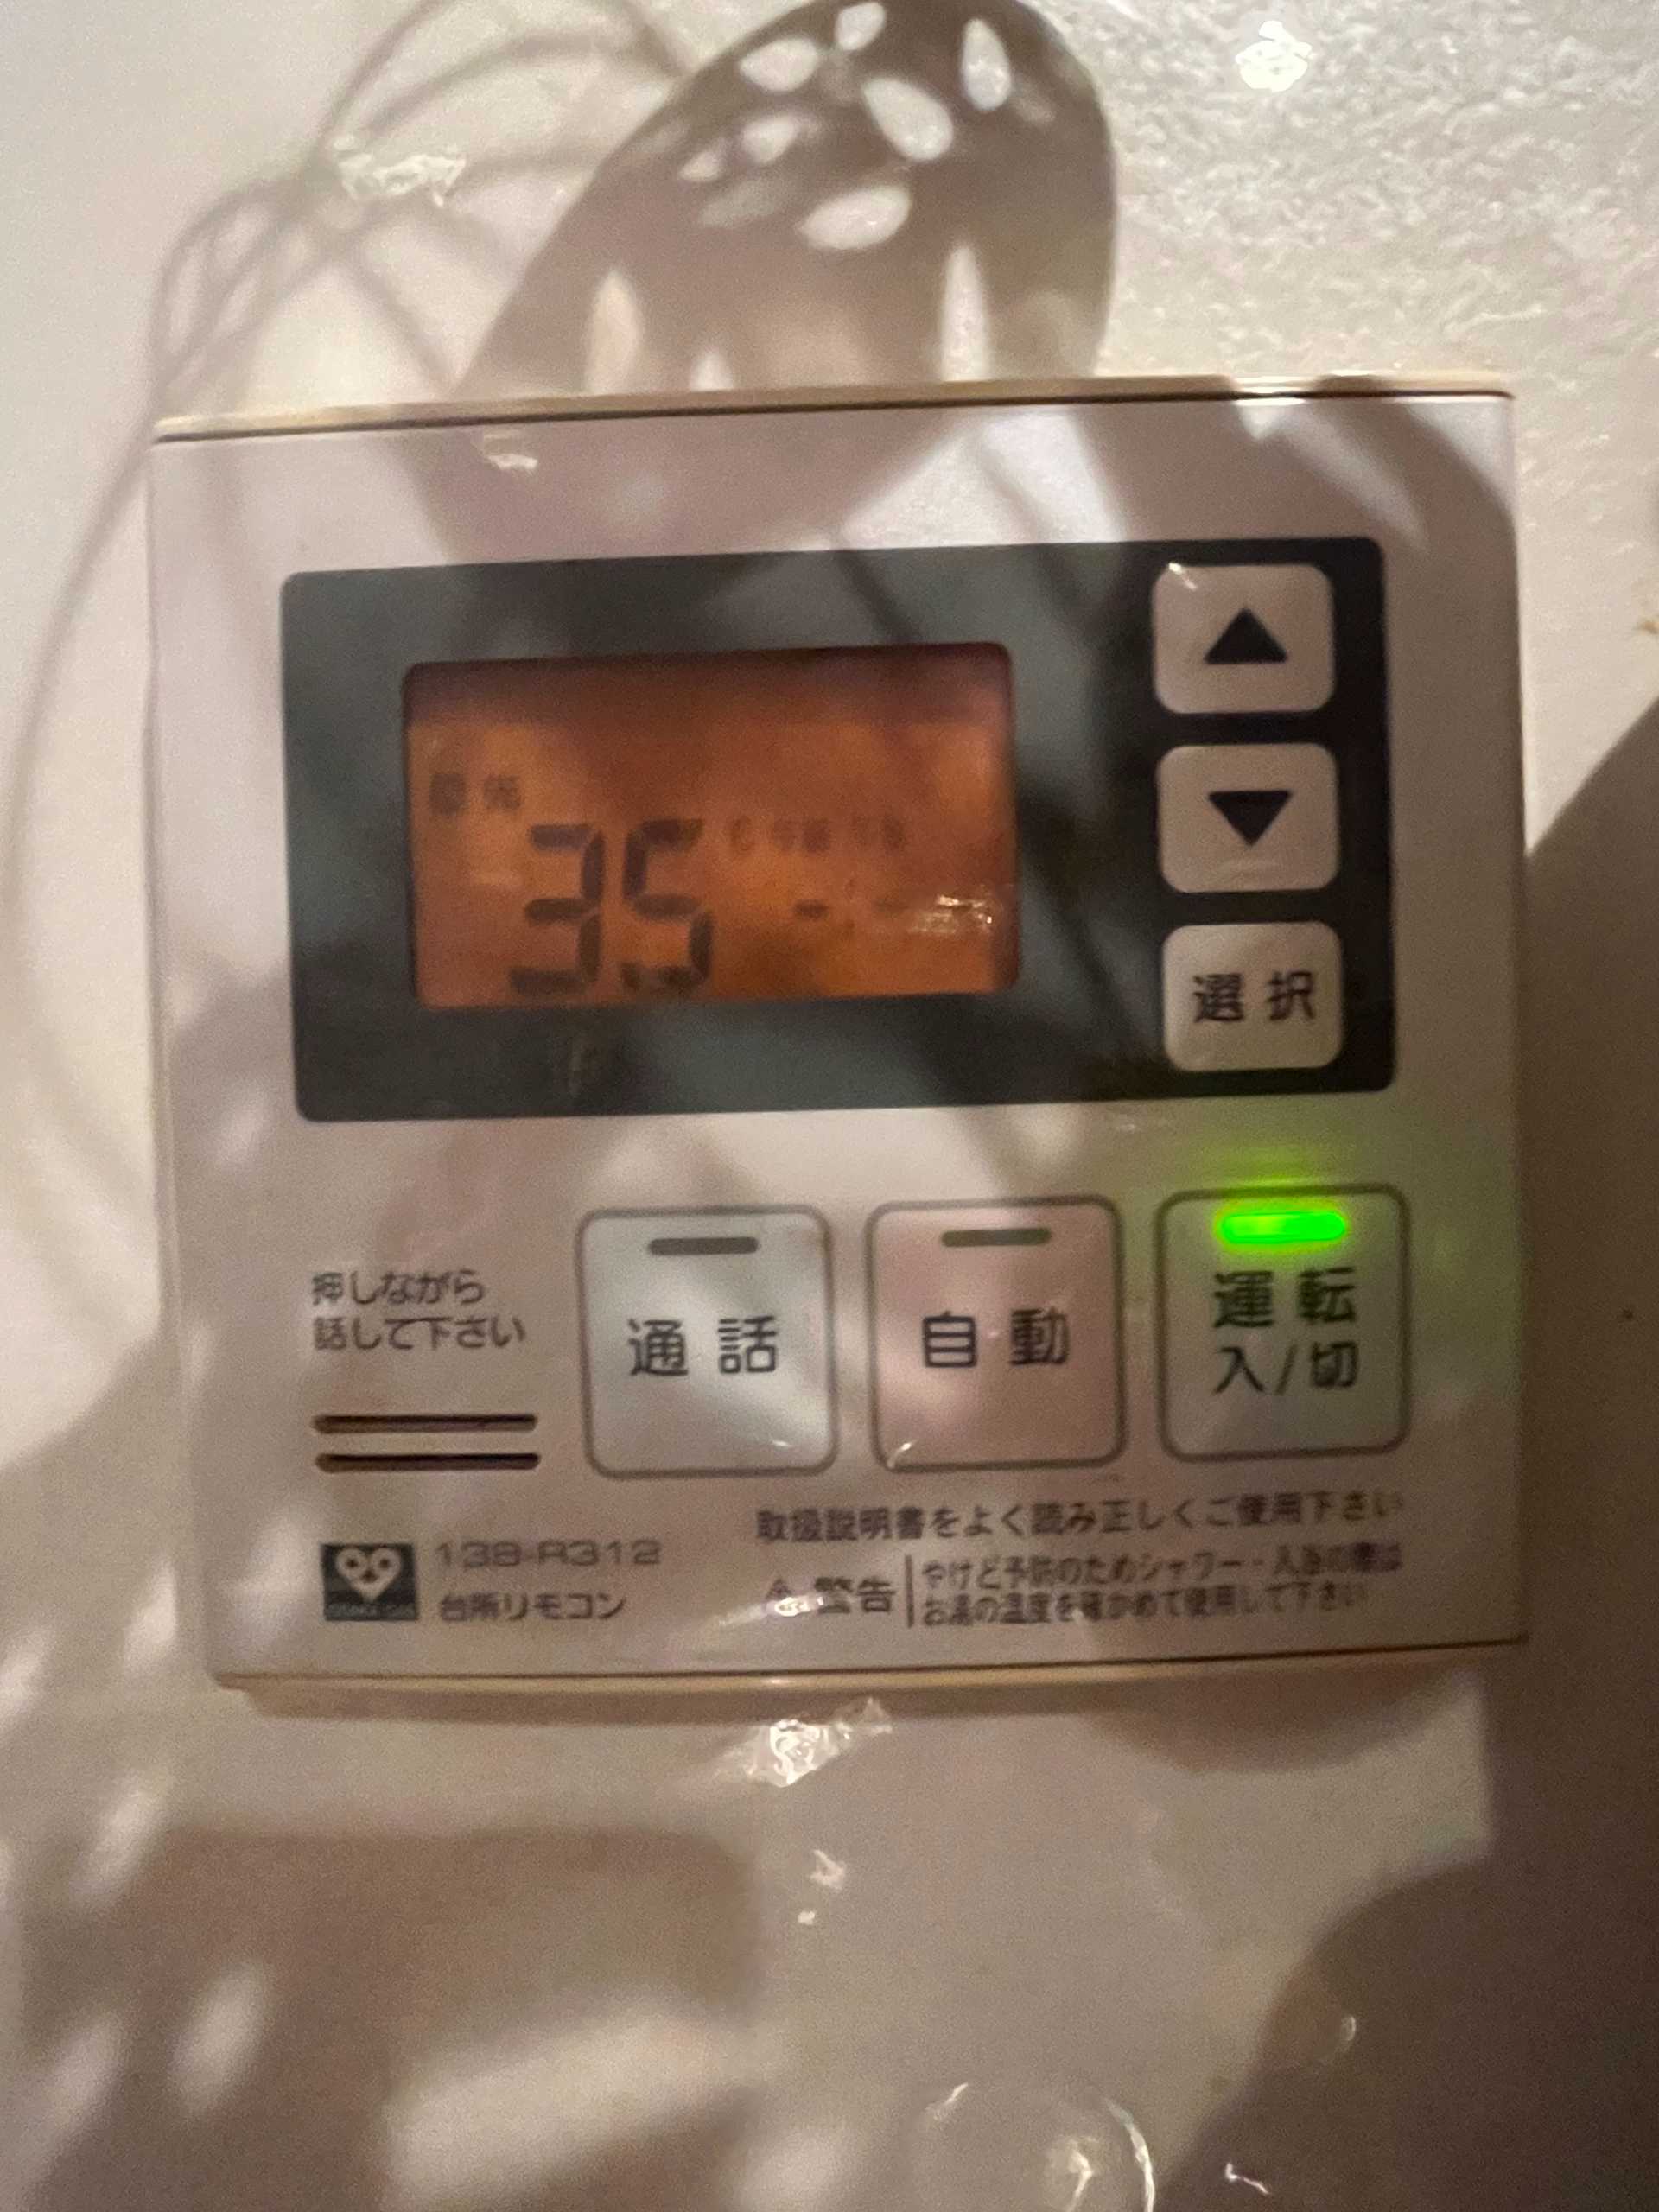 優先
35
選択
押しながら
話して下さい
通話
自動
運転
入/切
138-R312
台所リモコン
取扱説明書をよく読み正しくご使用下さい
警告
やけど予防のためシャワー・入浴の際は
お湯の温度を確かめて使用して下さい